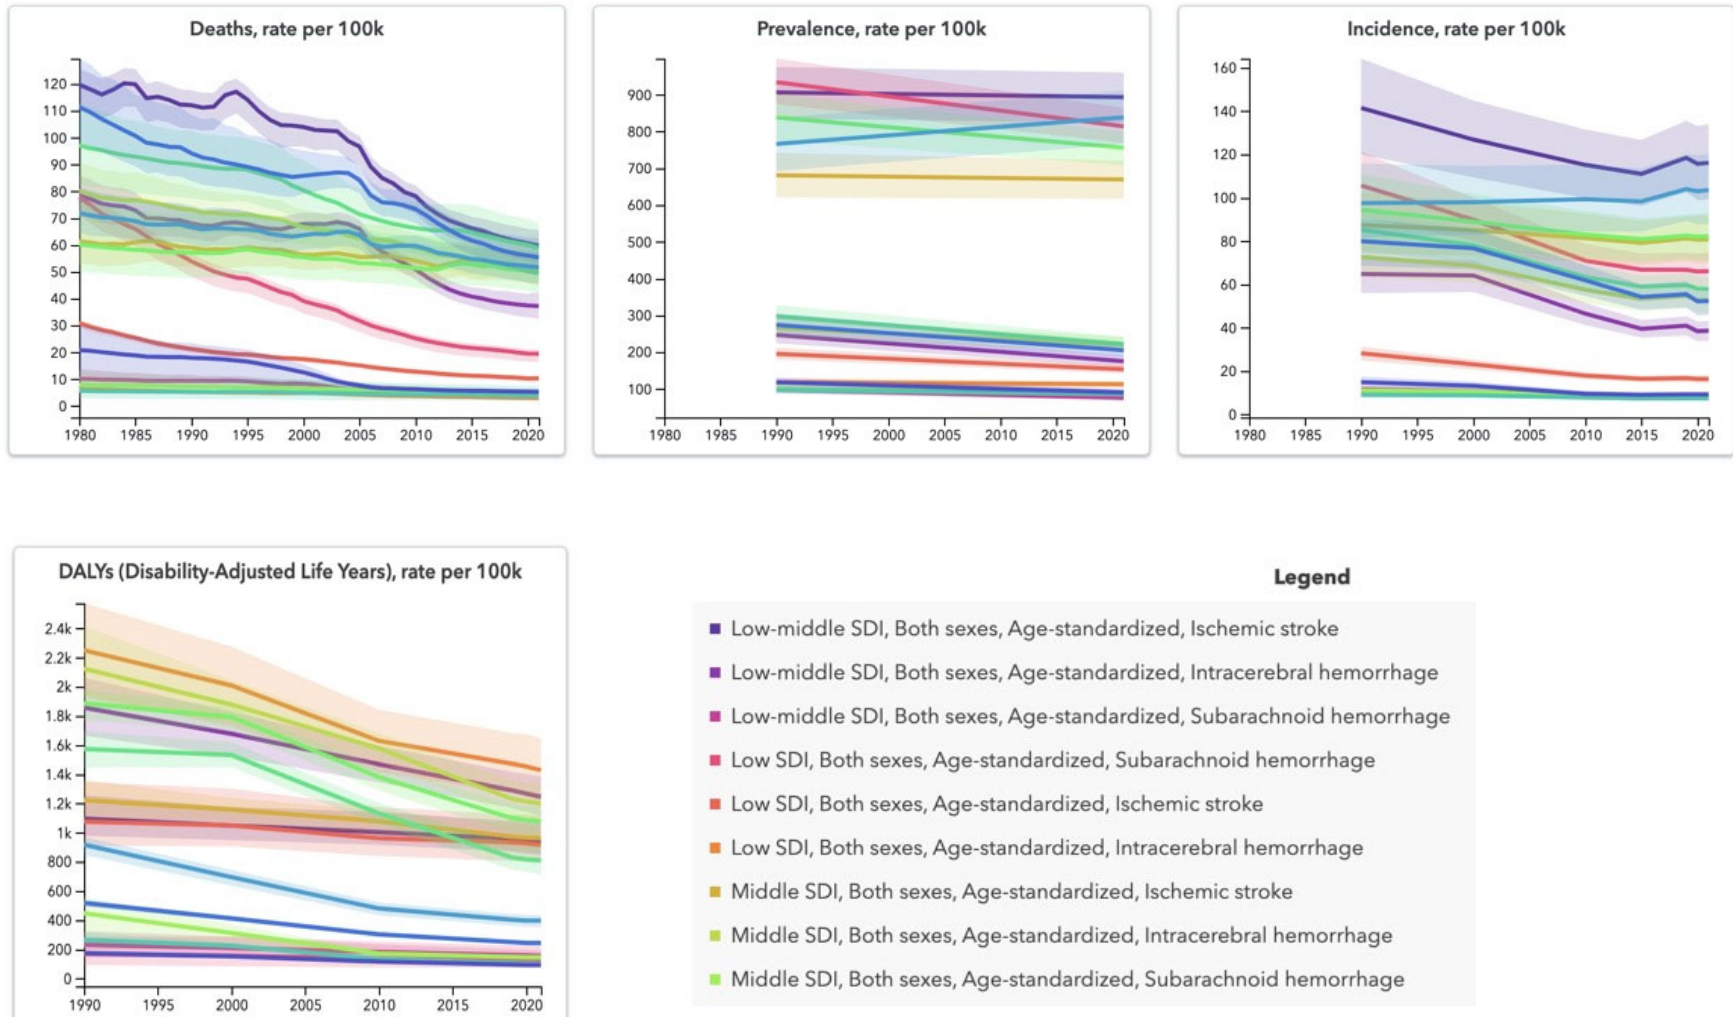 Deaths, rate per 100k
120
110
100
90
80
70
60
50
40
30
20
10
0
1980 1985 1990 1995 2000 2005 2010 2015 2020
Prevalence, rate per 100k
900
800
700
600
500
400
300
200
100
1980 1985 1990 1995 2000 2005 2010 2015 2020
Incidence, rate per 100k
160
140
120
100
80
60
40
20
0
1980 1985 1990 1995 2000 2005 2010 2015 2020
DALYs (Disability-Adjusted Life Years), rate per 100k
2.4k
2.2k
2k
1.8k
1.6k
1.4k
1.2k
1k
800
600
400
200
0
1990 1995 2000 2005 2010 2015 2020
Legend
Low-middle SDI, Both sexes, Age-standardized, Ischemic stroke
Low-middle SDI, Both sexes, Age-standardized, Intracerebral hemorrhage
Low-middle SDI, Both sexes, Age-standardized, Subarachnoid hemorrhage
Low SDI, Both sexes, Age-standardized, Subarachnoid hemorrhage
Low SDI, Both sexes, Age-standardized, Ischemic stroke
Low SDI, Both sexes, Age-standardized, Intracerebral hemorrhage
Middle SDI, Both sexes, Age-standardized, Ischemic stroke
Middle SDI, Both sexes, Age-standardized, Intracerebral hemorrhage
Middle SDI, Both sexes, Age-standardized, Subarachnoid hemorrhage